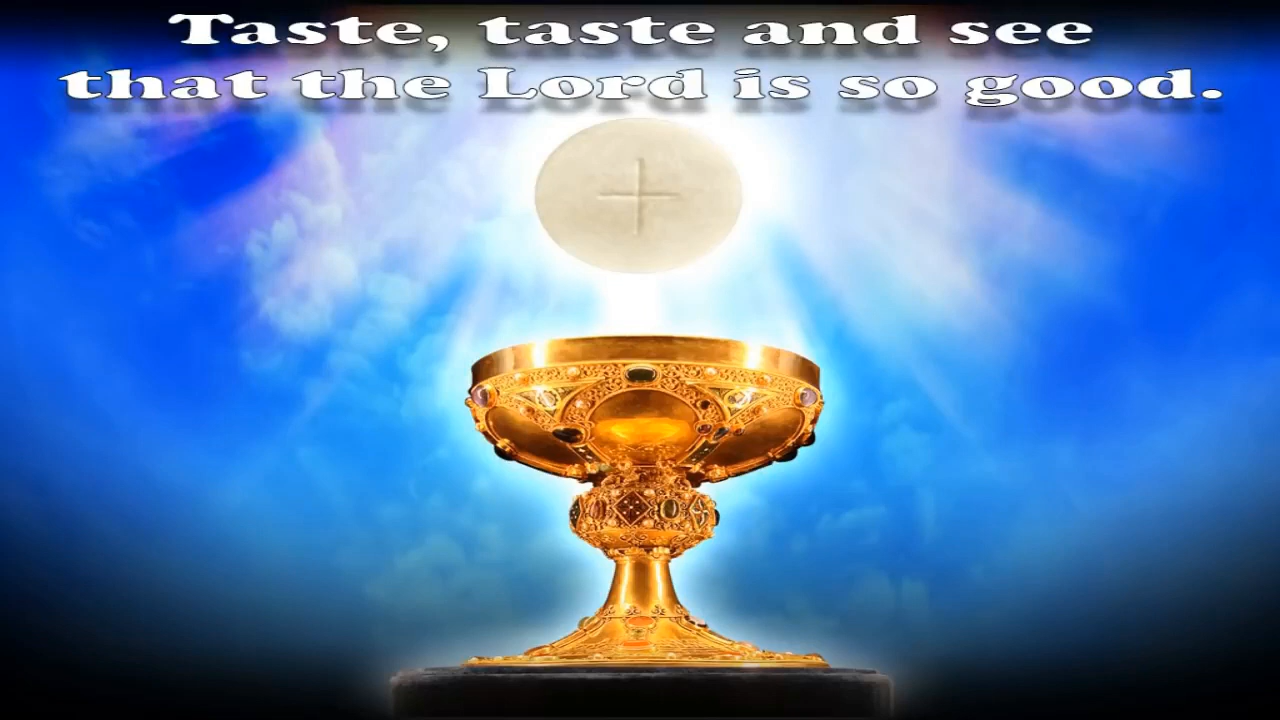 Taste, taste and see
that the Lord is so good.